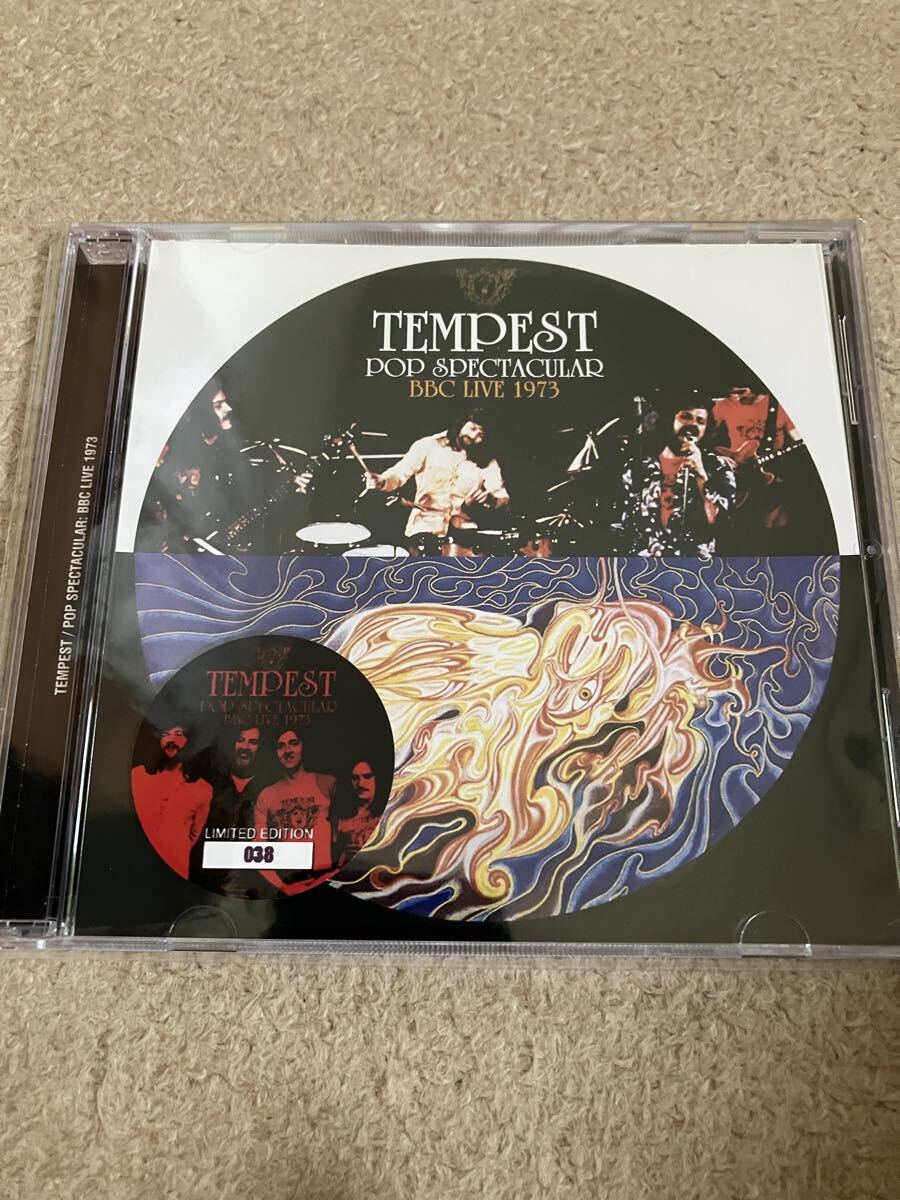 TEMPEST
POP SPECTACULAR
BBC LIVE 1973
TEMPEST / POP SPECTACULAR: BBC LIVE 1973
TEMPEST
POP SPECTACULAR
BBC LIVE 1973
TEMPEST
LIMITED EDITION
038